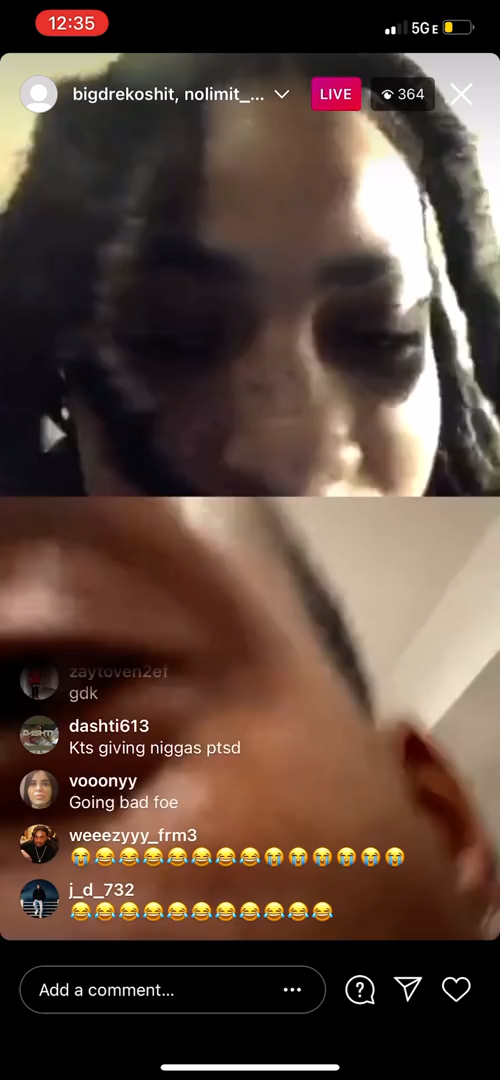 12:35
5GE
bigdrekoshit, nolimit_...
LIVE
364
zaytoven2ef
gdk
dashti613
Kts giving niggas ptsd
vooonyy
Going bad foe
weeezyyy_frm3
😭😂😂😂😂😂😂😂😭😭😭😭😭😭
j_d_732
😂😂😂😂😂😂😂😂😂😂😂
Add a comment...